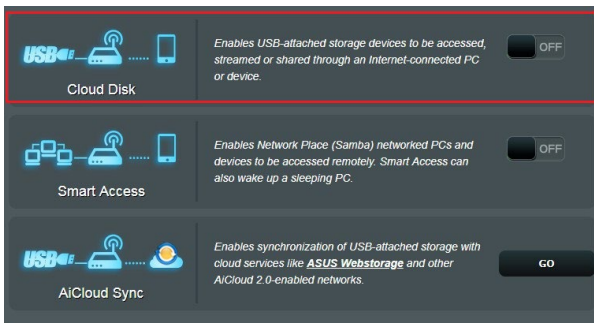 USB
Cloud Disk
Enables USB-attached storage devices to be accessed,
streamed or shared through an Internet-connected PC
or device.
OFF
Smart Access
Enables Network Place (Samba) networked PCs and
devices to be accessed remotely. Smart Access can
also wake up a sleeping PC.
OFF
USB
AiCloud Sync
Enables synchronization of USB-attached storage with
cloud services like ASUS Webstorage and other
AiCloud 2.0-enabled networks.
GO